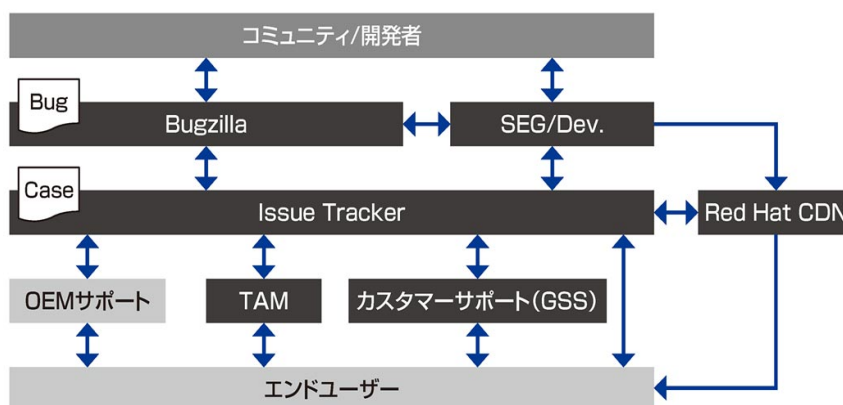 コミュニティ/開発者
Bug
Bugzilla
SEG/Dev.
Case
Issue Tracker
Red Hat CDN
OEMサポート
TAM
カスタマーサポート(GSS)
エンドユーザー